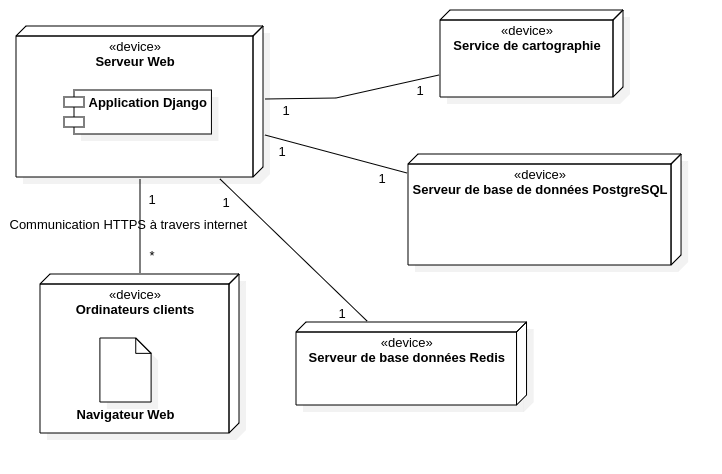 «device»
Serveur Web
Application Django
«device»
Service de cartographie
1
1
«device»
Serveur de base de données PostgreSQL
1
1
1
1
Communication HTTPS à travers internet
*
«device»
Ordinateurs clients
Navigateur Web
1
«device»
Serveur de base données Redis